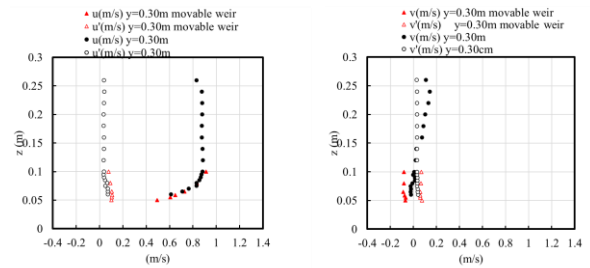 u(m/s) y=0.30m movable weir
u'(m/s) y=0.30m movable weir
u(m/s) y=0.30m
u'(m/s) y=0.30m
0.3
0.25
0.2
0.15
0.1
0.05
0
z (m)
-0.4 -0.2 0 0.2 0.4 0.6 0.8 1 1.2 1.4
(m/s)
v(m/s) y=0.30m movable weir
v'(m/s) y=0.30m movable weir
v(m/s) y=0.30m
v'(m/s) y=0.30cm
0.3
0.25
0.2
0.15
0.1
0.05
0
z (m)
-0.4 -0.2 0 0.2 0.4 0.6 0.8 1 1.2 1.4
(m/s)